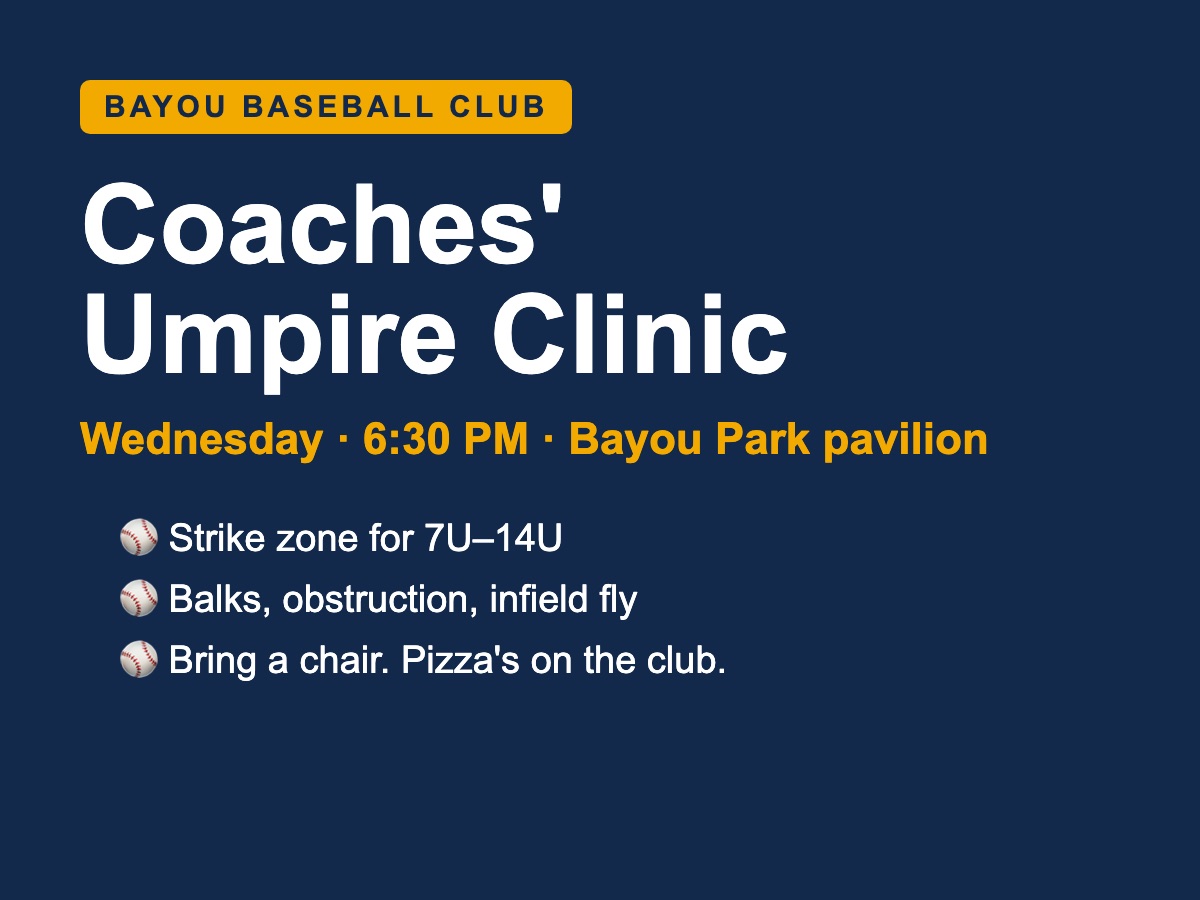 BAYOU BASEBALL CLUB
Coaches'
Umpire Clinic
Wednesday · 6:30 PM · Bayou Park pavilion
Strike zone for 7U–14U
Balks, obstruction, infield fly
Bring a chair. Pizza's on the club.